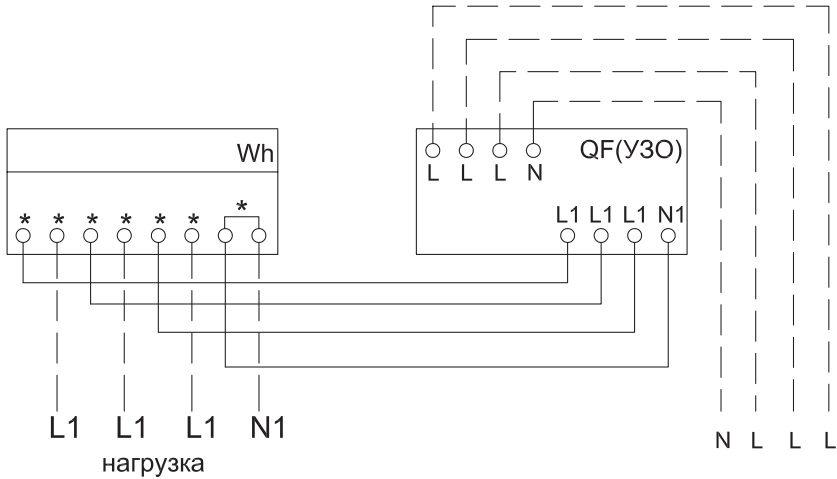 Wh
* * * * * * *
QF(УЗО)
L L L N
L1 L1 L1 N1
L1 L1 L1 N1
нагрузка
N L L L